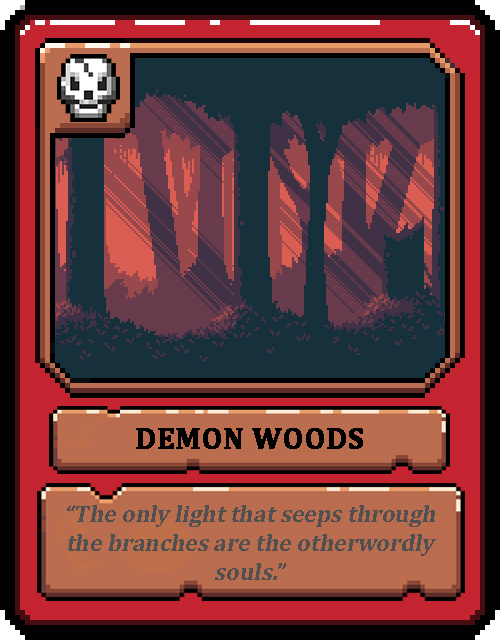 DEMON WOODS
“The only light that seeps through
the branches are the otherwordly
souls.”